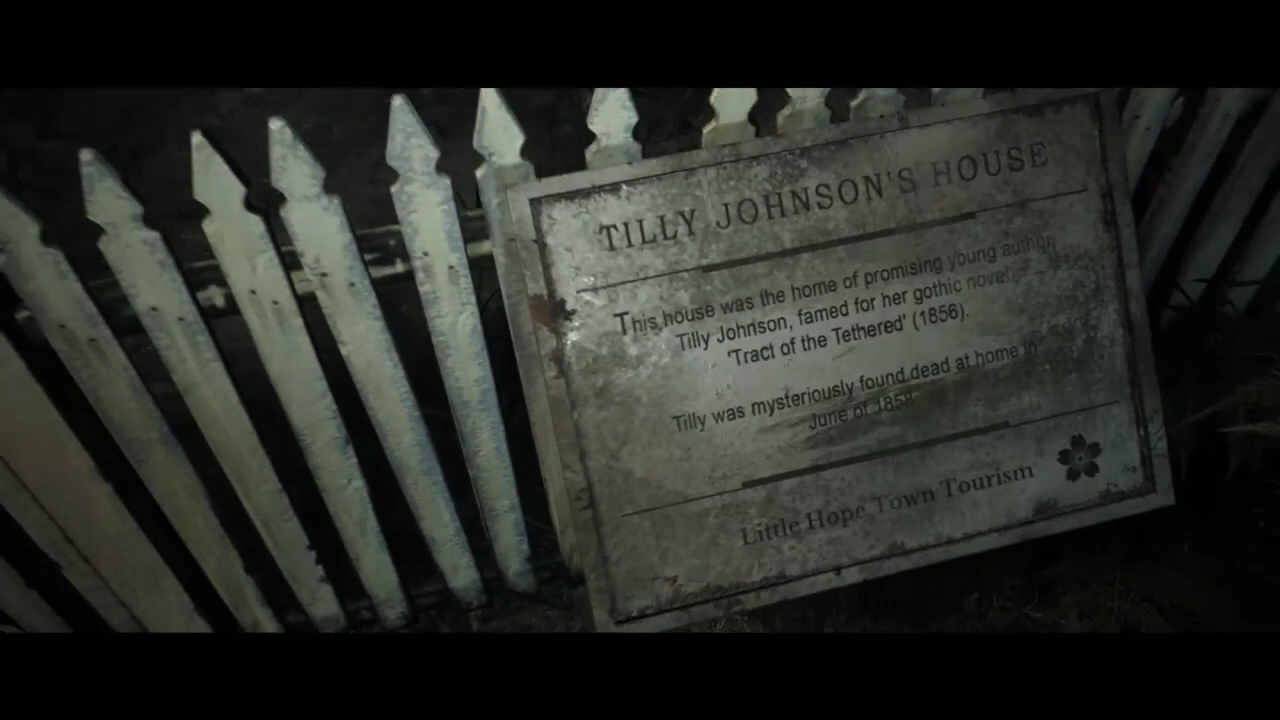 TILLY JOHNSON'S HOUSE
This house was the home of promising young author,
Tilly Johnson, famed for her gothic novel,
'Tract of the Tethered' (1856).
Tilly was mysteriously found dead at home in
June of 1858.
Little Hope Town Tourism